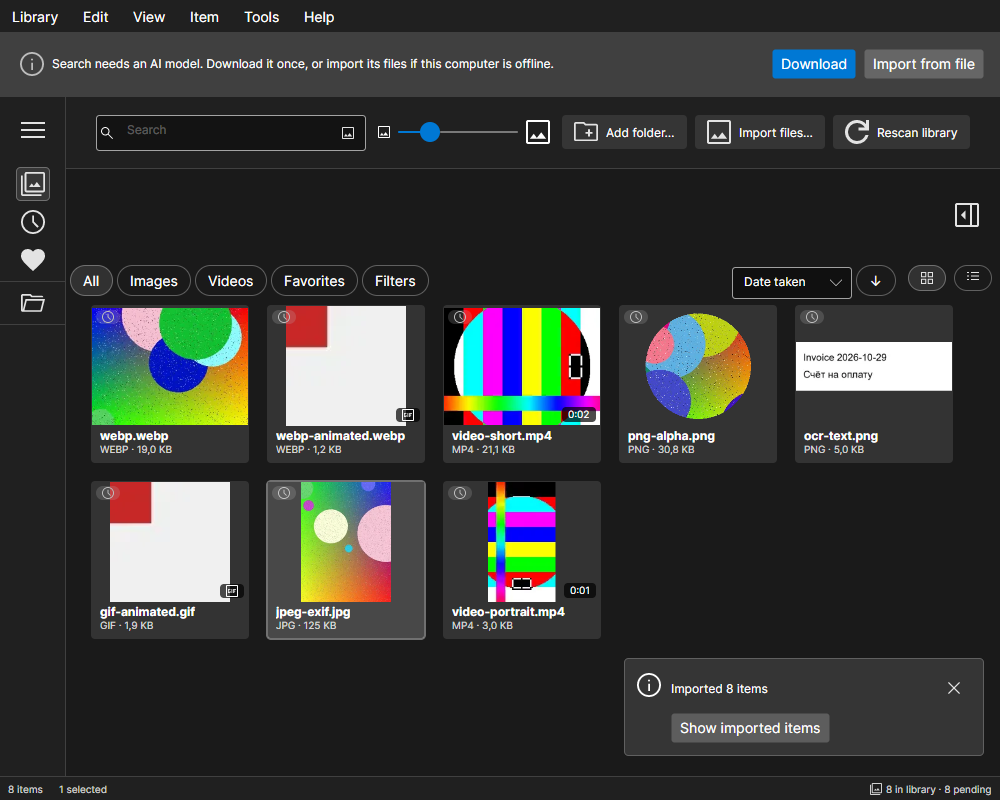 Library Edit View Item Tools Help
Search needs an AI model. Download it once, or import its files if this computer is offline.
Download
Import from file
Search
Add folder...
Import files...
Rescan library
All
Images
Videos
Favorites
Filters
Date taken
webp.webp
WEBP · 19,0 KB
GIF
webp-animated.webp
WEBP · 1,2 KB
0:02
video-short.mp4
MP4 · 21,1 KB
png-alpha.png
PNG · 30,8 KB
Invoice 2026-10-29
Счёт на оплату
ocr-text.png
PNG · 5,0 KB
GIF
gif-animated.gif
GIF · 1,9 KB
jpeg-exif.jpg
JPG · 125 KB
0:01
video-portrait.mp4
MP4 · 3,0 KB
Imported 8 items
Show imported items
8 items
1 selected
8 in library · 8 pending